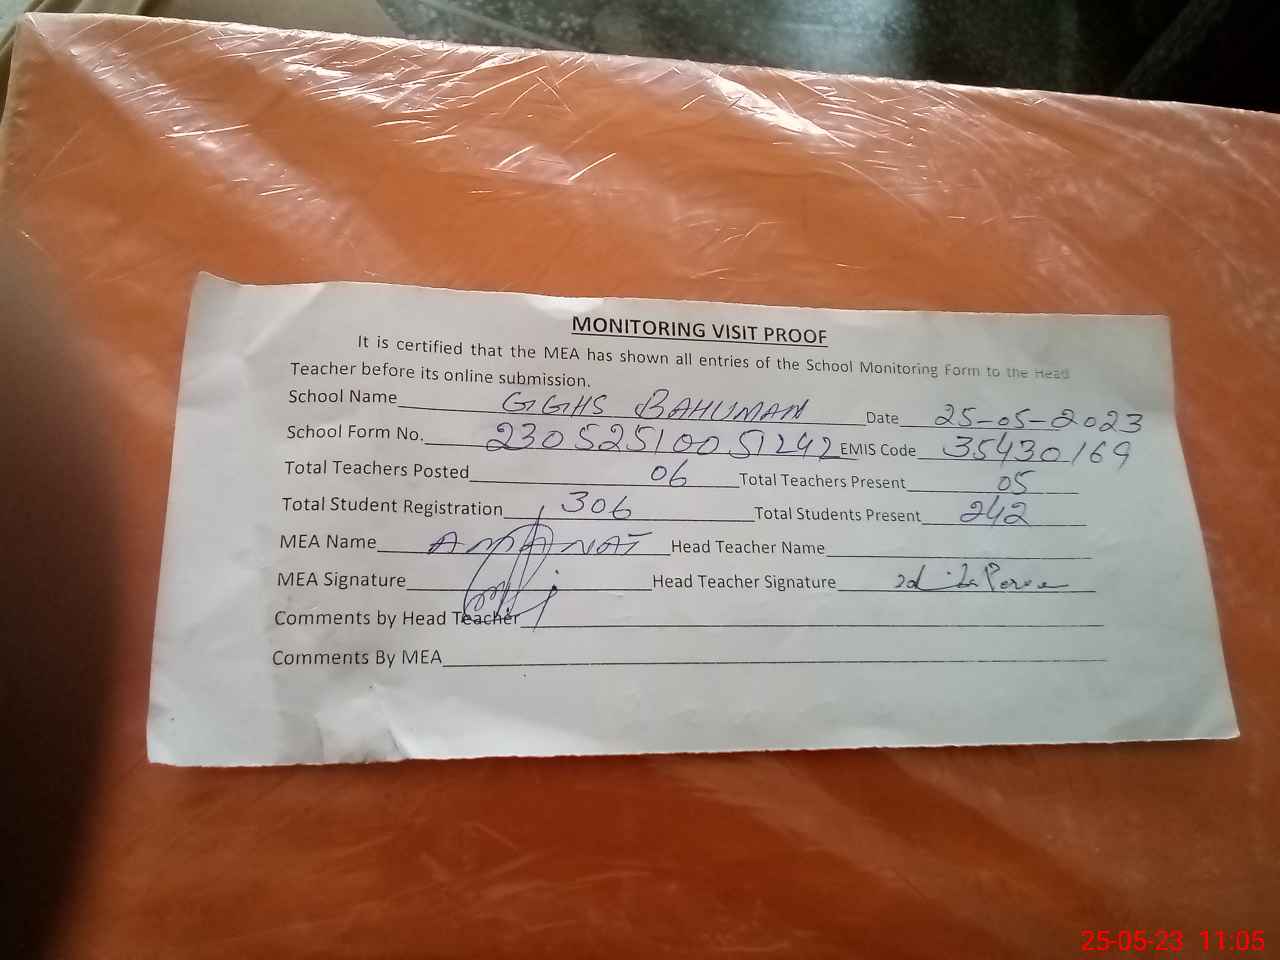 MONITORING VISIT PROOF
It is certified that the MEA has shown all entries of the School Monitoring Form to the Head
Teacher before its online submission.
School Name GGHS BAHUMAN Date 25-05-2023
School Form No. 23052510051242 EMIS Code 35430169
Total Teachers Posted 06 Total Teachers Present 05
Total Student Registration 306 Total Students Present 242
MEA Name AMANAT Head Teacher Name
MEA Signature Head Teacher Signature
Comments by Head Teacher
Comments By MEA
25-05-23 11:05